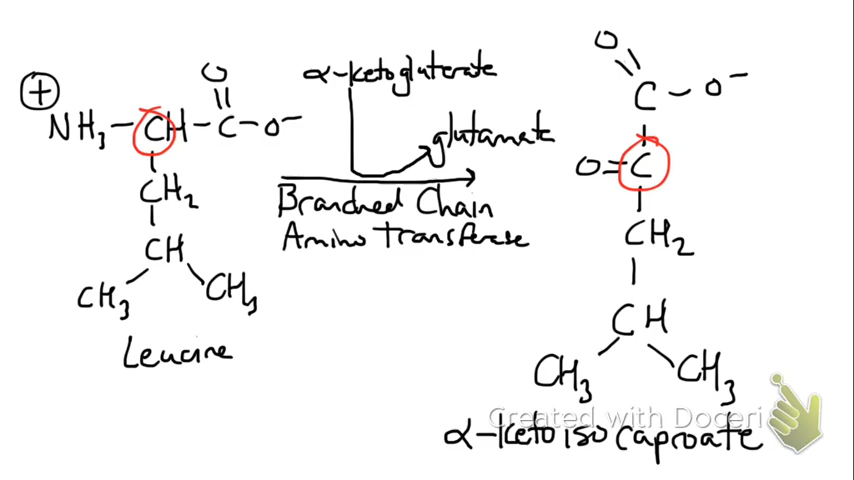 O
⊕ NH3 - CH - C - O-
CH2
CH
CH3 CH3
Leucine
α-ketogluterate
glutamate
Branched Chain
Amino transferase
O
C - O-
O=C
CH2
CH
CH3 CH3
Created with Doceri
α-Keto iso caproate